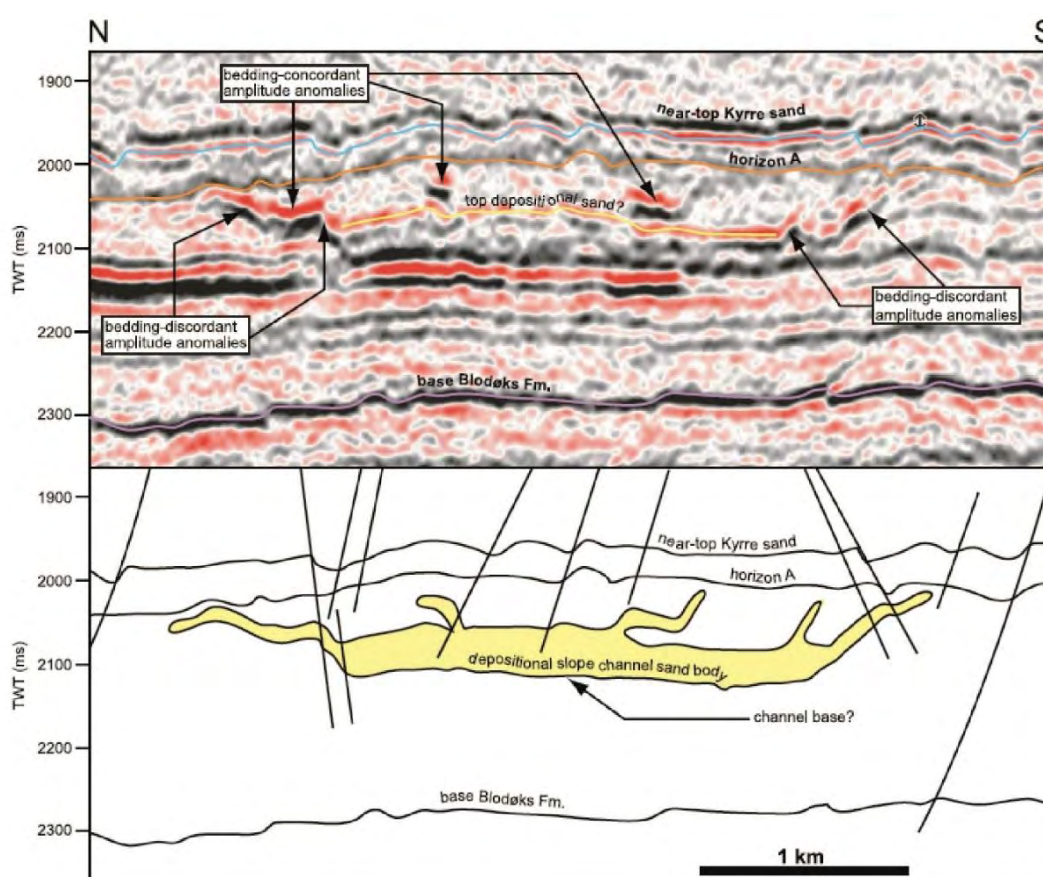 N
S
1900
bedding-concordant
amplitude anomalies
near-top Kyrre sand
2000
horizon A
top depositional sand?
TWT (ms)
2100
bedding-discordant
amplitude anomalies
bedding-discordant
amplitude anomalies
2200
base Blodøks Fm.
2300
1900
near-top Kyrre sand
2000
horizon A
TWT (ms)
2100
depositional slope channel sand body
channel base?
2200
base Blodøks Fm.
2300
1 km